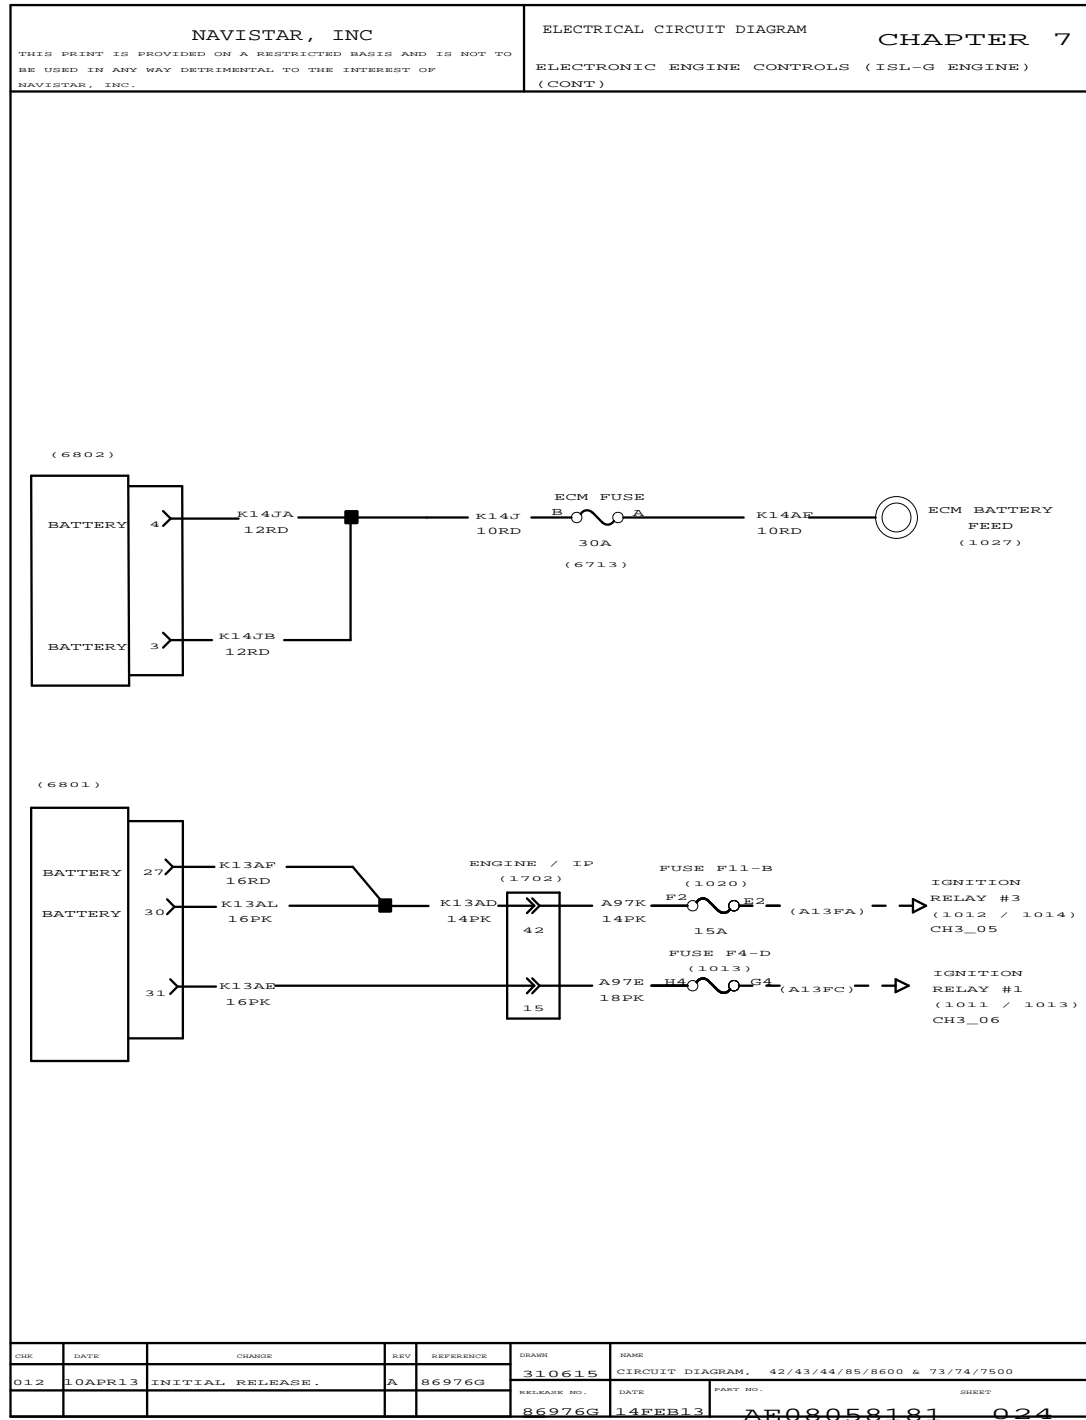 NAVISTAR, INC
THIS PRINT IS PROVIDED ON A RESTRICTED BASIS AND IS NOT TO
BE USED IN ANY WAY DETRIMENTAL TO THE INTEREST OF
NAVISTAR, INC.
ELECTRICAL CIRCUIT DIAGRAM
CHAPTER 7
ELECTRONIC ENGINE CONTROLS (ISL-G ENGINE)
(CONT)
(6802)
BATTERY 4
K14JA
12RD
K14J
10RD
ECM FUSE
B A
30A
(6713)
K14AE
10RD
ECM BATTERY
FEED
(1027)
BATTERY 3
K14JB
12RD
(6801)
BATTERY 27
K13AF
16RD
BATTERY 30
K13AL
16PK
K13AD
14PK
ENGINE / IP
(1702)
42
A97K
14PK
FUSE F11-B
(1020)
F2 E2
15A
(A13FA)
IGNITION
RELAY #3
(1012 / 1014)
CH3_05
31
K13AE
16PK
15
A97E
18PK
FUSE F4-D
(1013)
H4 G4
(A13FC)
IGNITION
RELAY #1
(1011 / 1013)
CH3_06
CHK DATE CHANGE REV REFERENCE DRAWN NAME
012 10APR13 INITIAL RELEASE. A 86976G 310615 CIRCUIT DIAGRAM, 42/43/44/85/8600 & 73/74/7500
RELEASE NO. DATE PART NO. SHEET
86976G 14FEB13 AF08058181 024